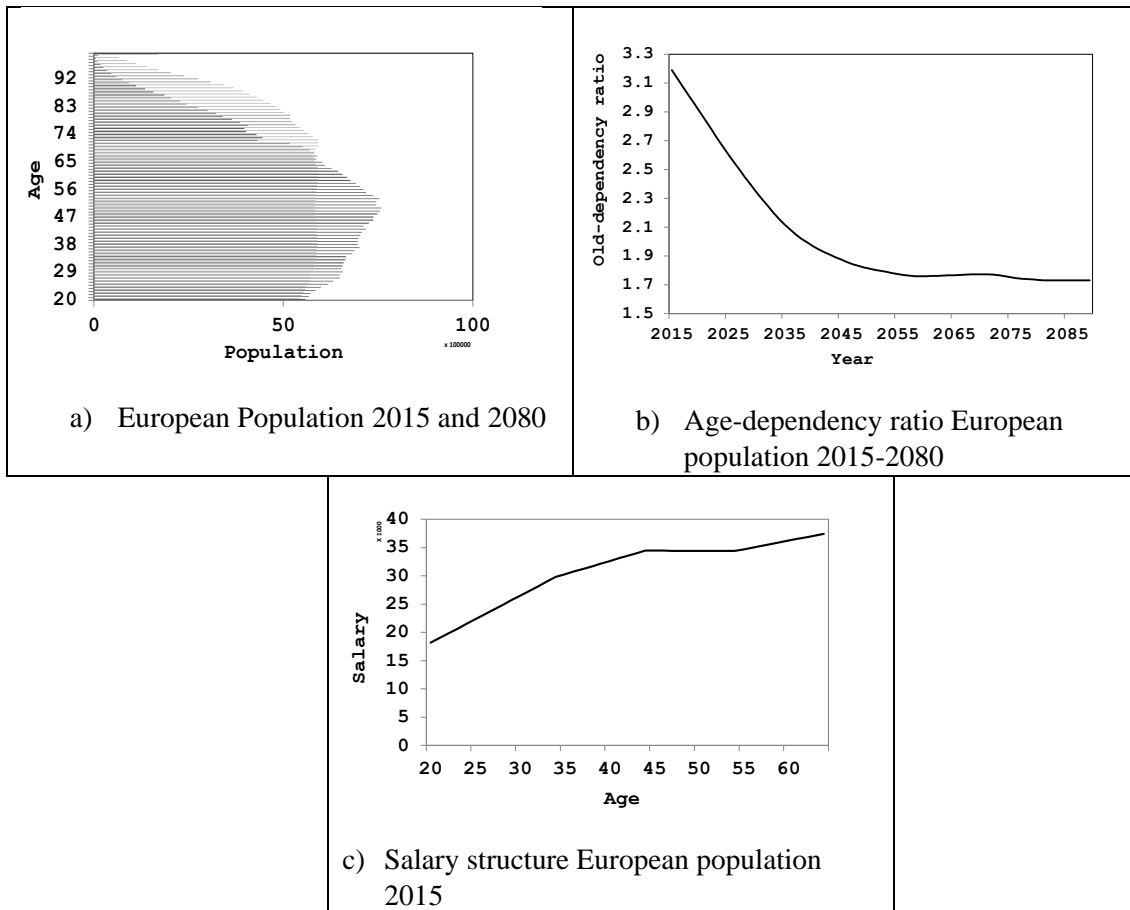 92
83
74
65
56
47
38
29
20
Age
0 50 100
x 100000
Population
a) European Population 2015 and 2080
3.3
3.1
2.9
2.7
2.5
2.3
2.1
1.9
1.7
1.5
Old-dependency ratio
2015 2025 2035 2045 2055 2065 2075 2085
Year
b) Age-dependency ratio European
population 2015-2080
40
35
30
25
20
15
10
5
0
x 1000
Salary
20 25 30 35 40 45 50 55 60
Age
c) Salary structure European population
2015